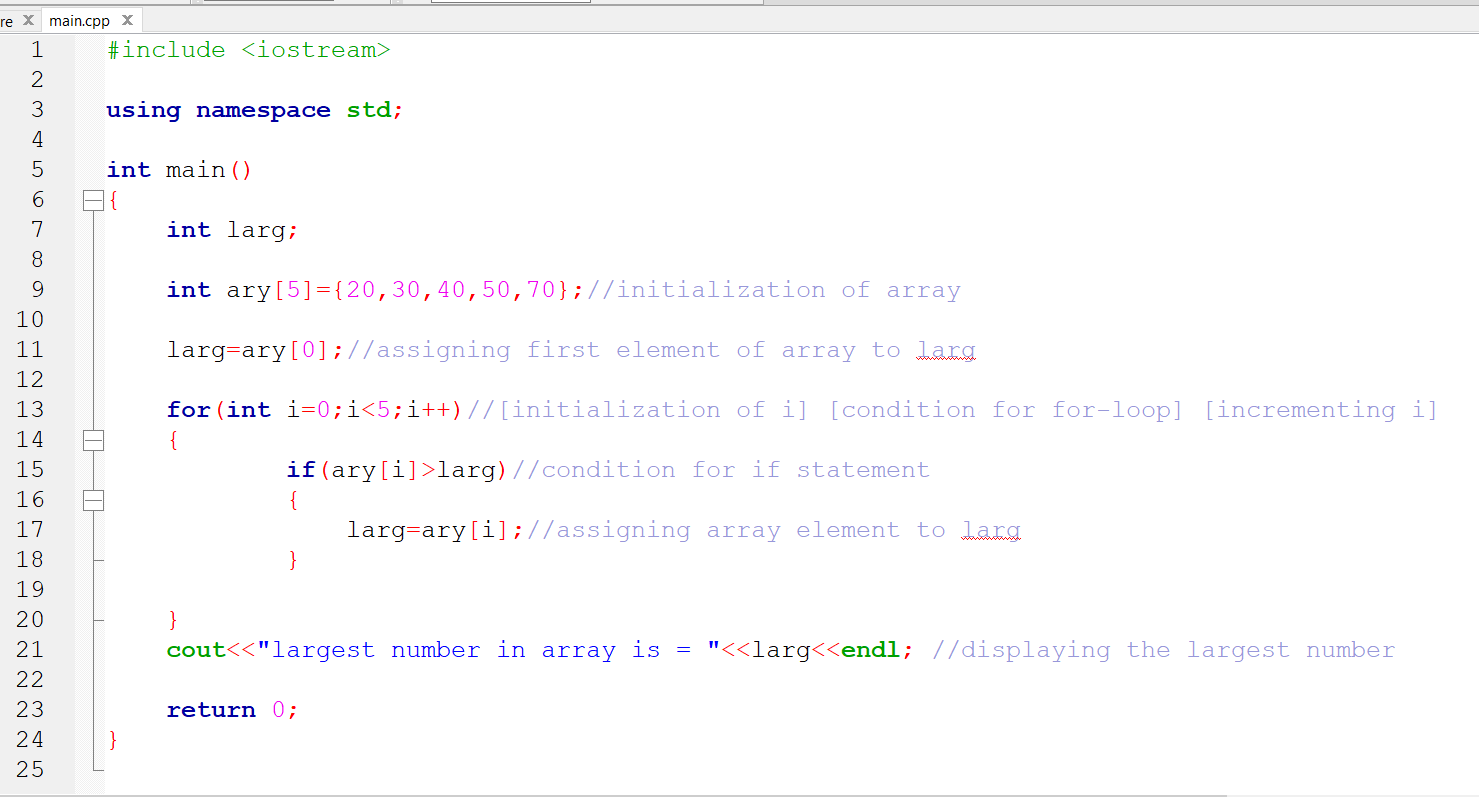 re X main.cpp X
1 #include <iostream>
2
3 using namespace std;
4
5 int main()
6 {
7 int larg;
8
9 int ary[5]={20,30,40,50,70};//initialization of array
10
11 larg=ary[0];//assigning first element of array to larg
12
13 for(int i=0;i<5;i++)//[initialization of i] [condition for for-loop] [incrementing i]
14 {
15 if(ary[i]>larg)//condition for if statement
16 {
17 larg=ary[i];//assigning array element to larg
18 }
19
20 }
21 cout<<"largest number in array is = "<<larg<<endl; //displaying the largest number
22
23 return 0;
24 }
25